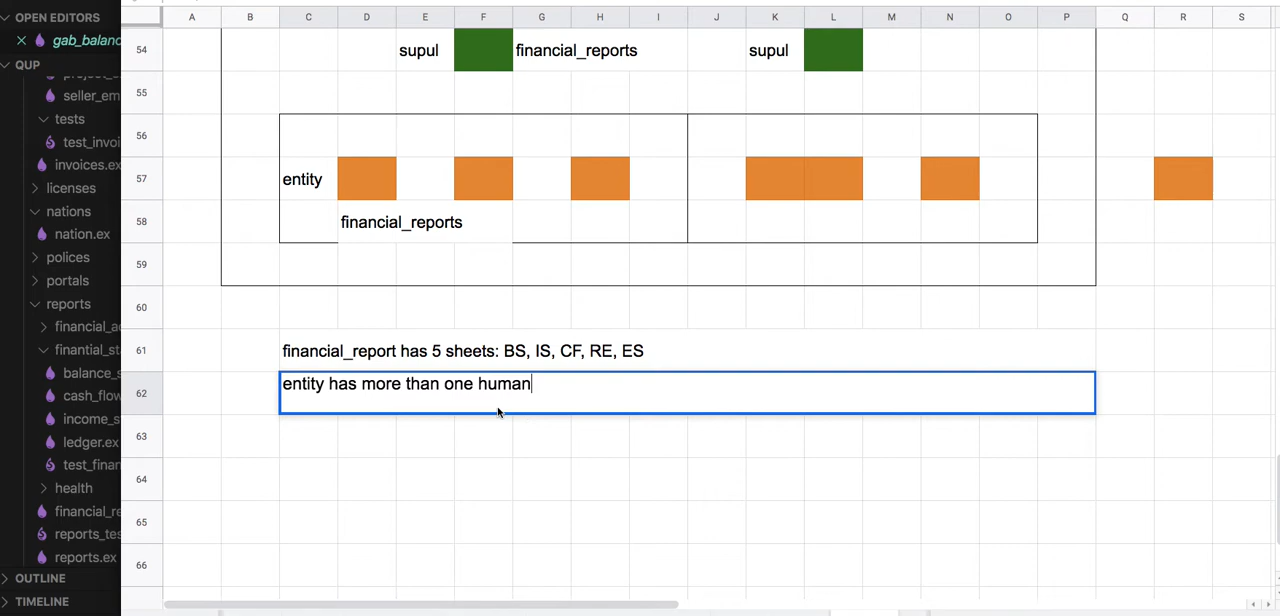 OPEN EDITORS
gab_balanc
QUP
seller_em
tests
test_invoi
invoices.ex
licenses
nations
nation.ex
polices
portals
reports
financial_ac
finantial_st
balance_s
cash_flow
income_s
ledger.ex
test_finan
health
financial_re
reports_tes
reports.ex
OUTLINE
TIMELINE
A B C D E F G H I J K L M N O P Q R S
54 supul financial_reports supul
55
56
57 entity
58 financial_reports
59
60
61 financial_report has 5 sheets: BS, IS, CF, RE, ES
62 entity has more than one human
63
64
65
66